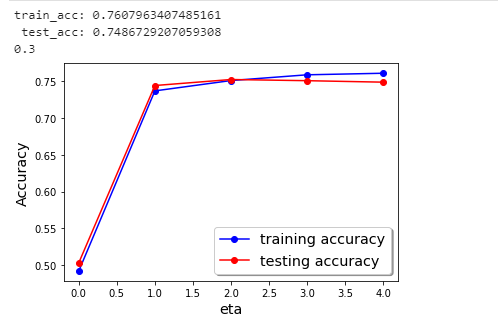 train_acc: 0.7607963407485161
test_acc: 0.7486729207059308
0.3
0.75
0.70
0.65
0.60
0.55
0.50
Accuracy
training accuracy
testing accuracy
0.0 0.5 1.0 1.5 2.0 2.5 3.0 3.5 4.0
eta